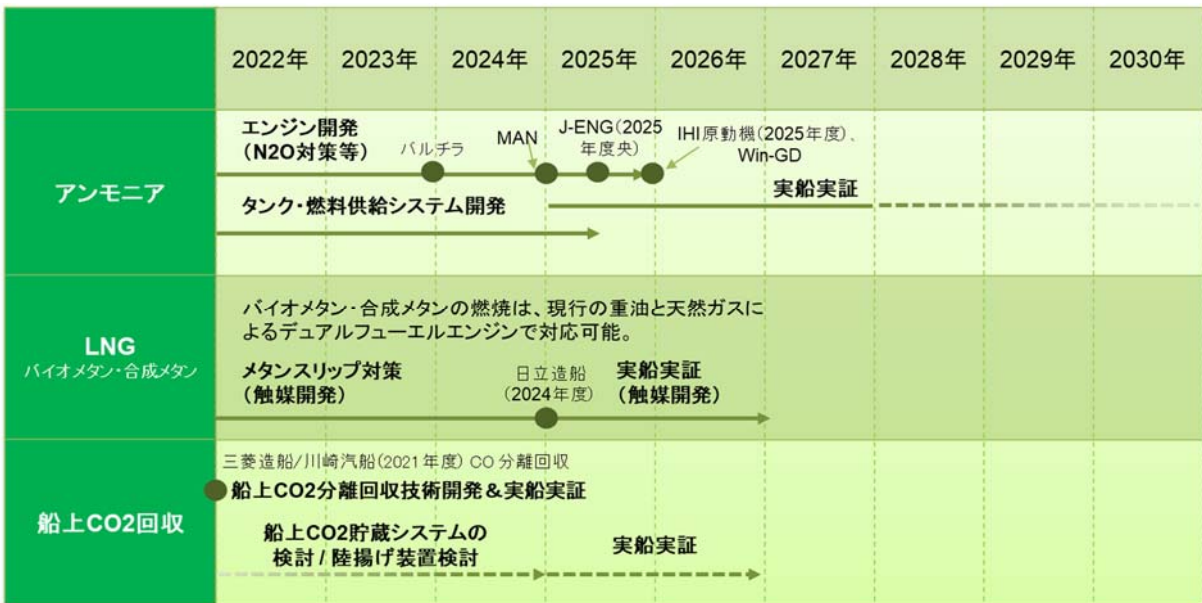 2022年 2023年 2024年 2025年 2026年 2027年 2028年 2029年 2030年
アンモニア
エンジン開発
（N2O対策等）
バルチラ
MAN
J-ENG（2025
年度央）
IHI原動機（2025年度）、
Win-GD
実船実証
タンク・燃料供給システム開発
LNG
バイオメタン・合成メタン
バイオメタン・合成メタンの燃焼は、現行の重油と天然ガスに
よるデュアルフューエルエンジンで対応可能。
メタンスリップ対策
（触媒開発）
日立造船
（2024年度）
実船実証
（触媒開発）
船上CO2回収
三菱造船/川崎汽船(2021年度) CO 分離回収
船上CO2分離回収技術開発＆実船実証
船上CO2貯蔵システムの
検討 / 陸揚げ装置検討
実船実証